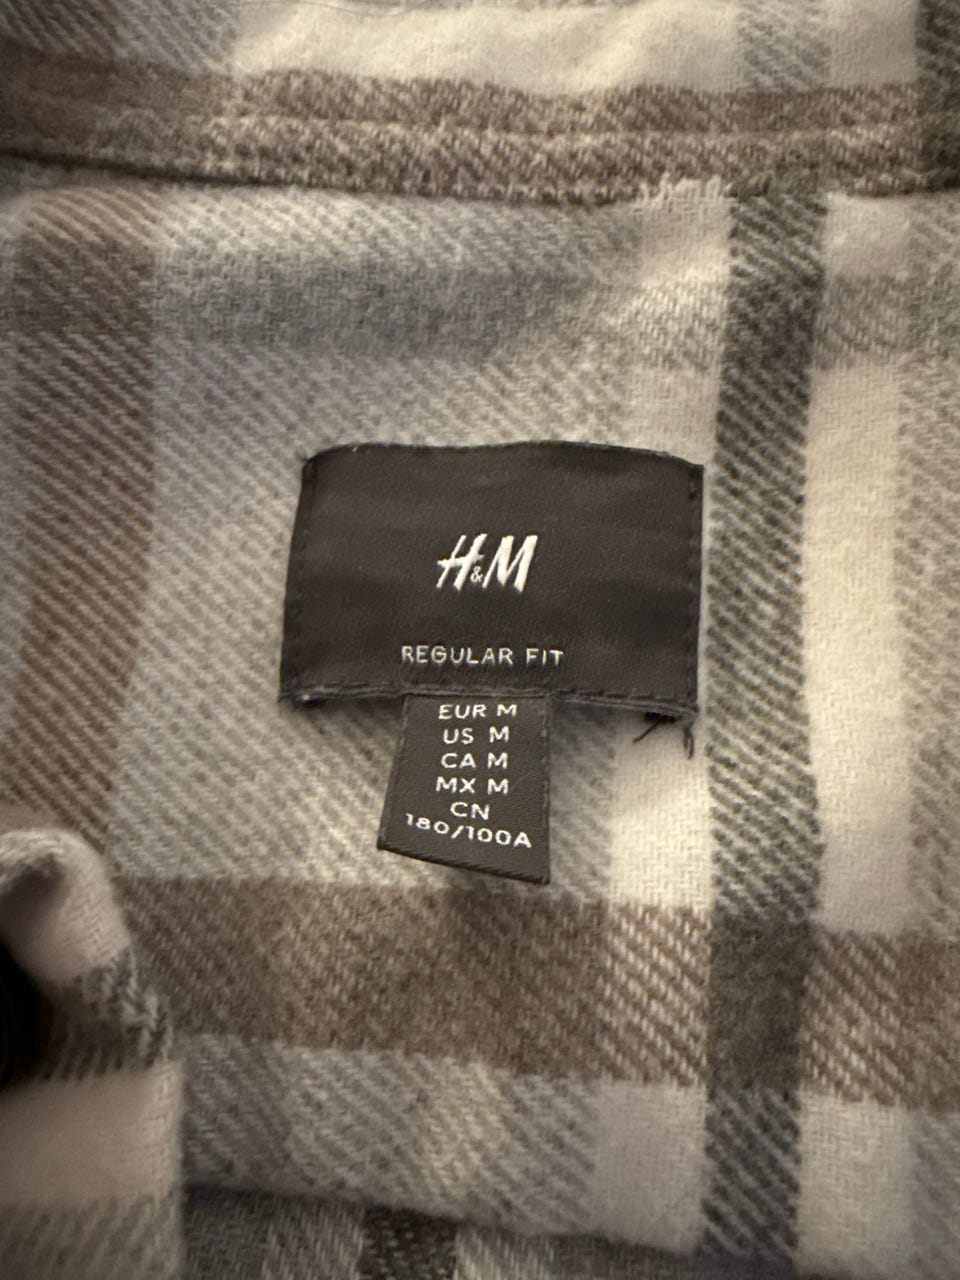 H&M
REGULAR FIT
EUR M
US M
CA M
MX M
CN
180/100A